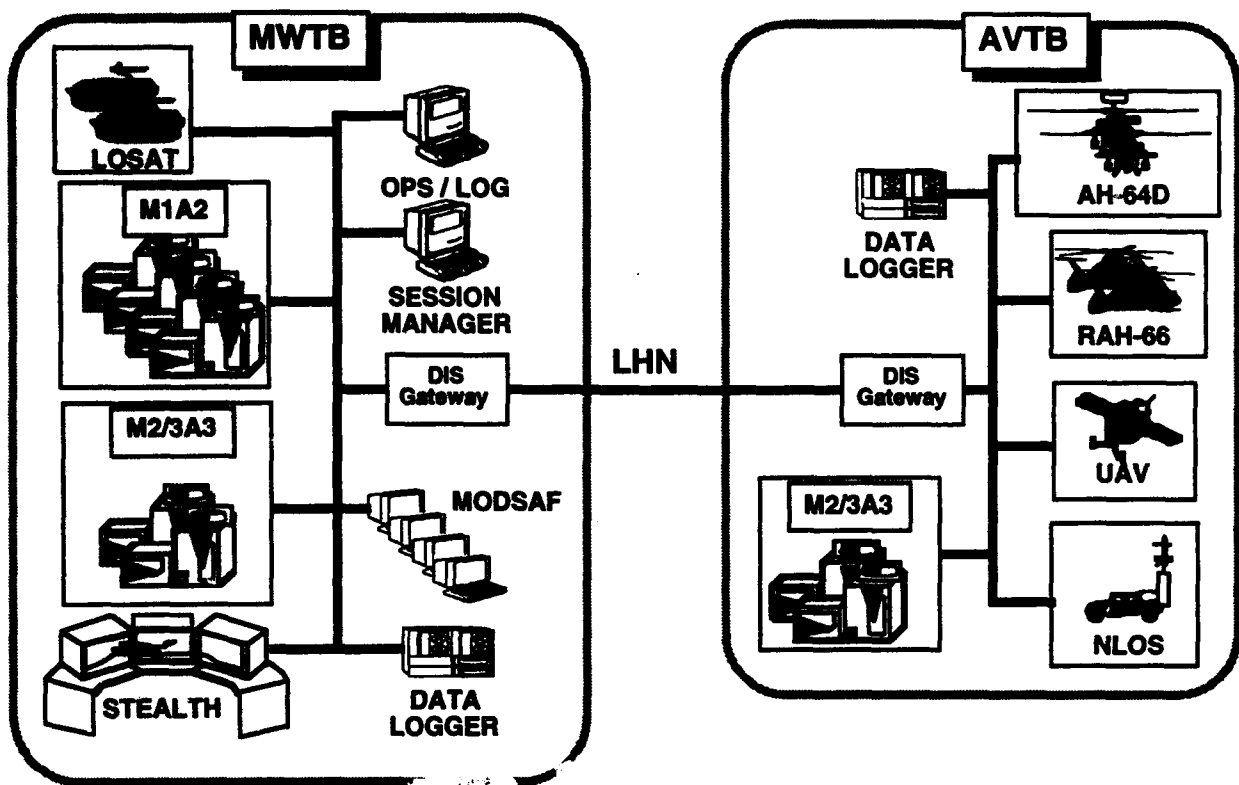 MWTB
LOSAT
OPS / LOG
M1A2
SESSION
MANAGER
DIS
Gateway
M2/3A3
MODSAF
STEALTH
DATA
LOGGER
LHN
AVTB
AH-64D
DATA
LOGGER
RAH-66
DIS
Gateway
UAV
M2/3A3
NLOS